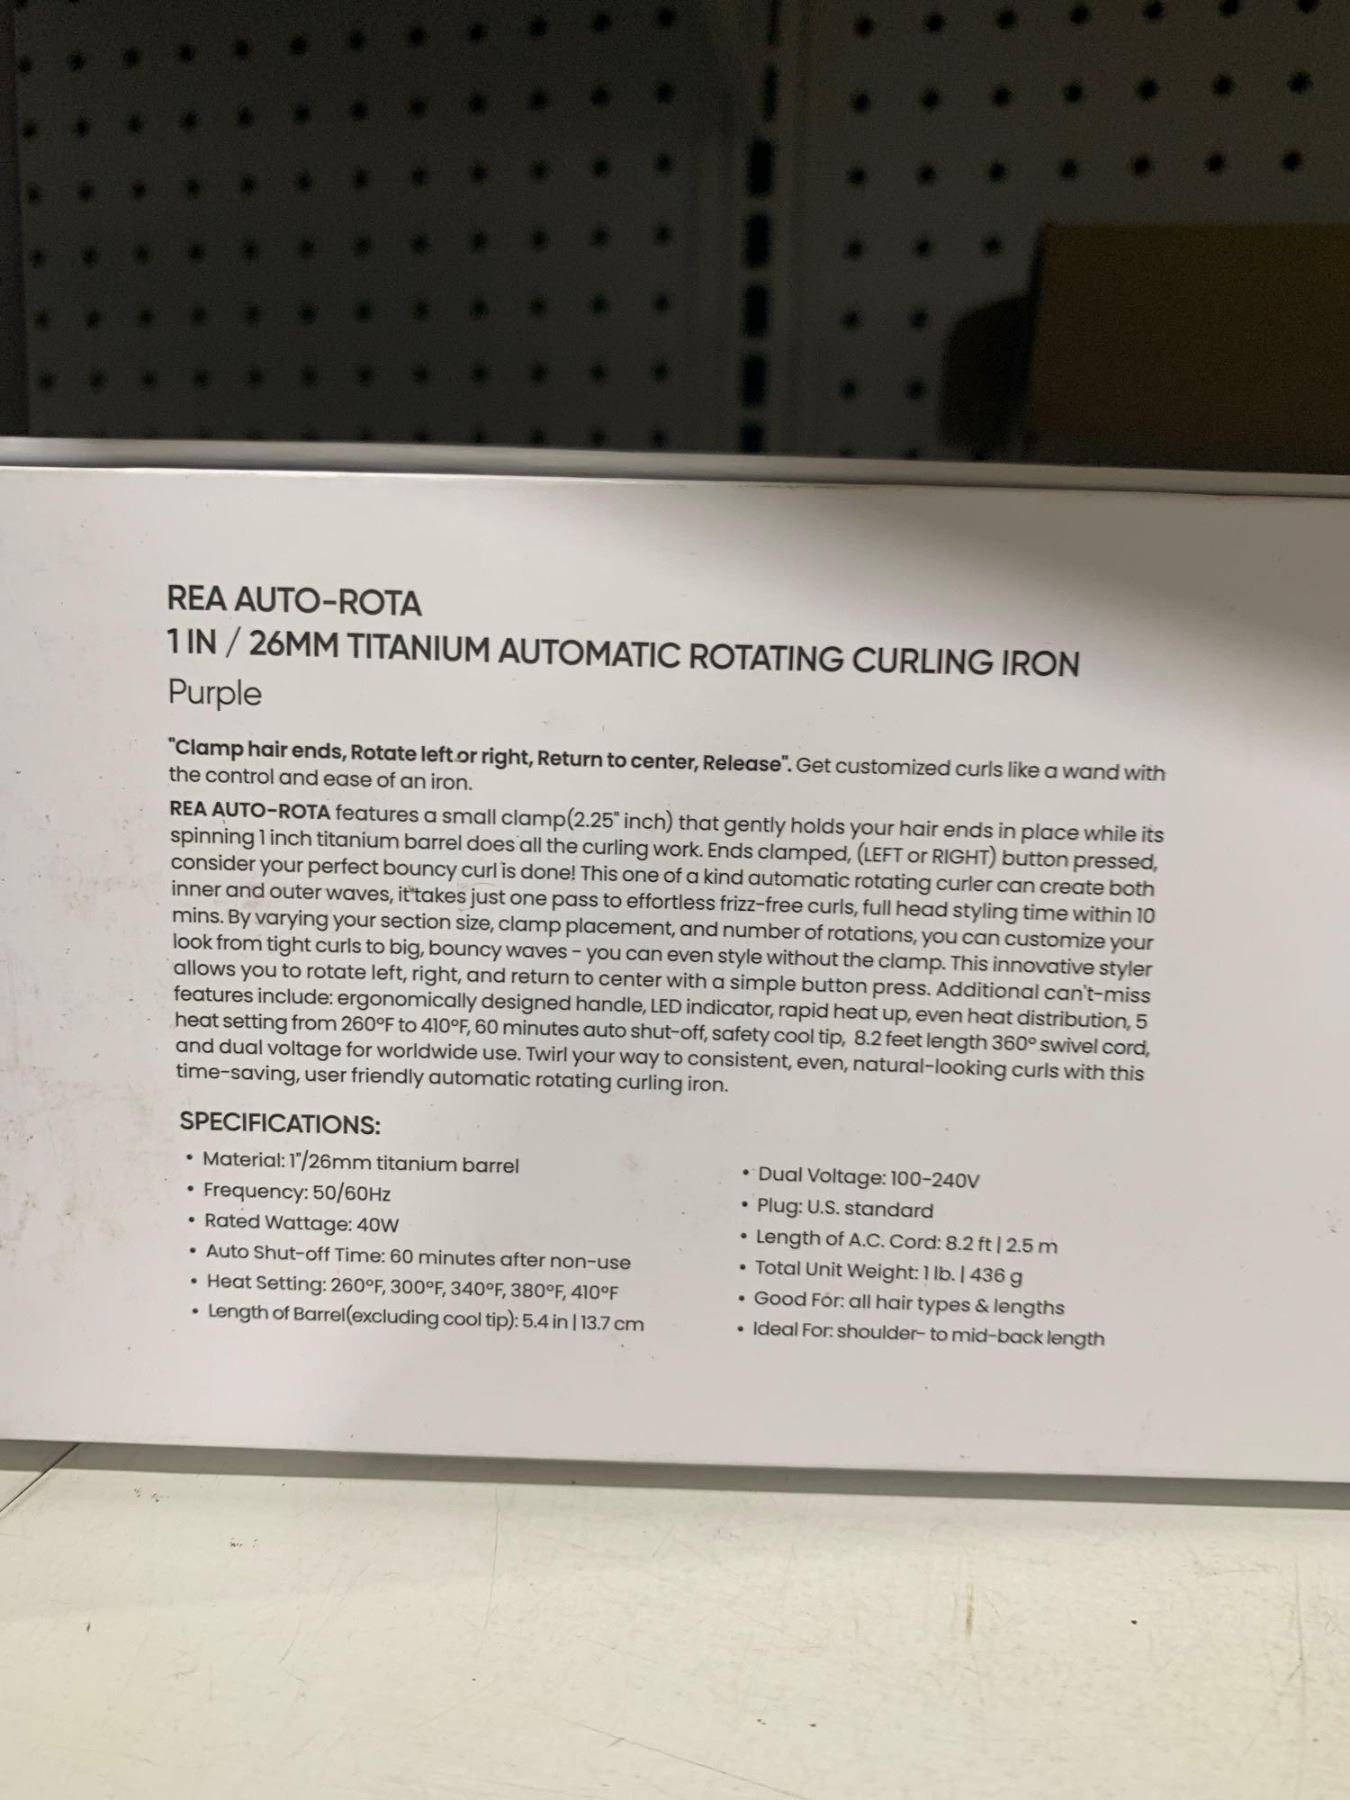 REA AUTO-ROTA
1 IN / 26MM TITANIUM AUTOMATIC ROTATING CURLING IRON
Purple
"Clamp hair ends, Rotate left or right, Return to center, Release". Get customized curls like a wand with
the control and ease of an iron.
REA AUTO-ROTA features a small clamp(2.25" inch) that gently holds your hair ends in place while its
spinning 1 inch titanium barrel does all the curling work. Ends clamped, (LEFT or RIGHT) button pressed,
consider your perfect bouncy curl is done! This one of a kind automatic rotating curler can create both
inner and outer waves, it takes just one pass to effortless frizz-free curls, full head styling time within 10
mins. By varying your section size, clamp placement, and number of rotations, you can customize your
look from tight curls to big, bouncy waves - you can even style without the clamp. This innovative styler
allows you to rotate left, right, and return to center with a simple button press. Additional can't-miss
features include: ergonomically designed handle, LED indicator, rapid heat up, even heat distribution, 5
heat setting from 260°F to 410°F, 60 minutes auto shut-off, safety cool tip, 8.2 feet length 360° swivel cord,
and dual voltage for worldwide use. Twirl your way to consistent, even, natural-looking curls with this
time-saving, user friendly automatic rotating curling iron.
SPECIFICATIONS:
• Material: 1"/26mm titanium barrel
• Frequency: 50/60Hz
• Rated Wattage: 40W
• Auto Shut-off Time: 60 minutes after non-use
• Heat Setting: 260°F, 300°F, 340°F, 380°F, 410°F
• Length of Barrel(excluding cool tip): 5.4 in | 13.7 cm
• Dual Voltage: 100-240V
• Plug: U.S. standard
• Length of A.C. Cord: 8.2 ft | 2.5 m
• Total Unit Weight: 1 lb. | 436 g
• Good For: all hair types & lengths
• Ideal For: shoulder- to mid-back length